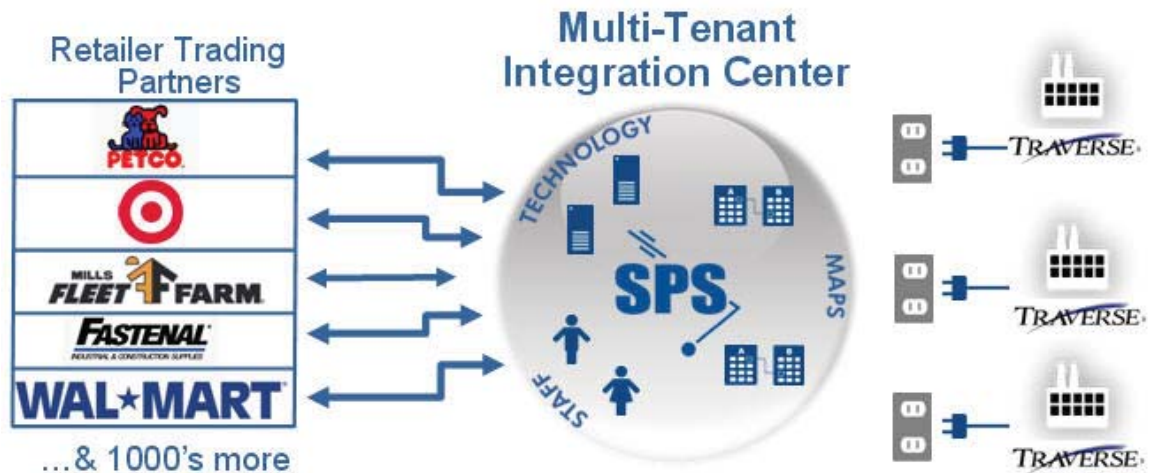 Retailer Trading
Partners
PETCO
MILLS
FLEET FARM
FASTENAL
INDUSTRIAL & CONSTRUCTION SUPPLIES
WAL★MART
...& 1000's more
Multi-Tenant
Integration Center
TECHNOLOGY
A B
SPS
MAPS
A B
STAFF
TRAVERSE
TRAVERSE
TRAVERSE